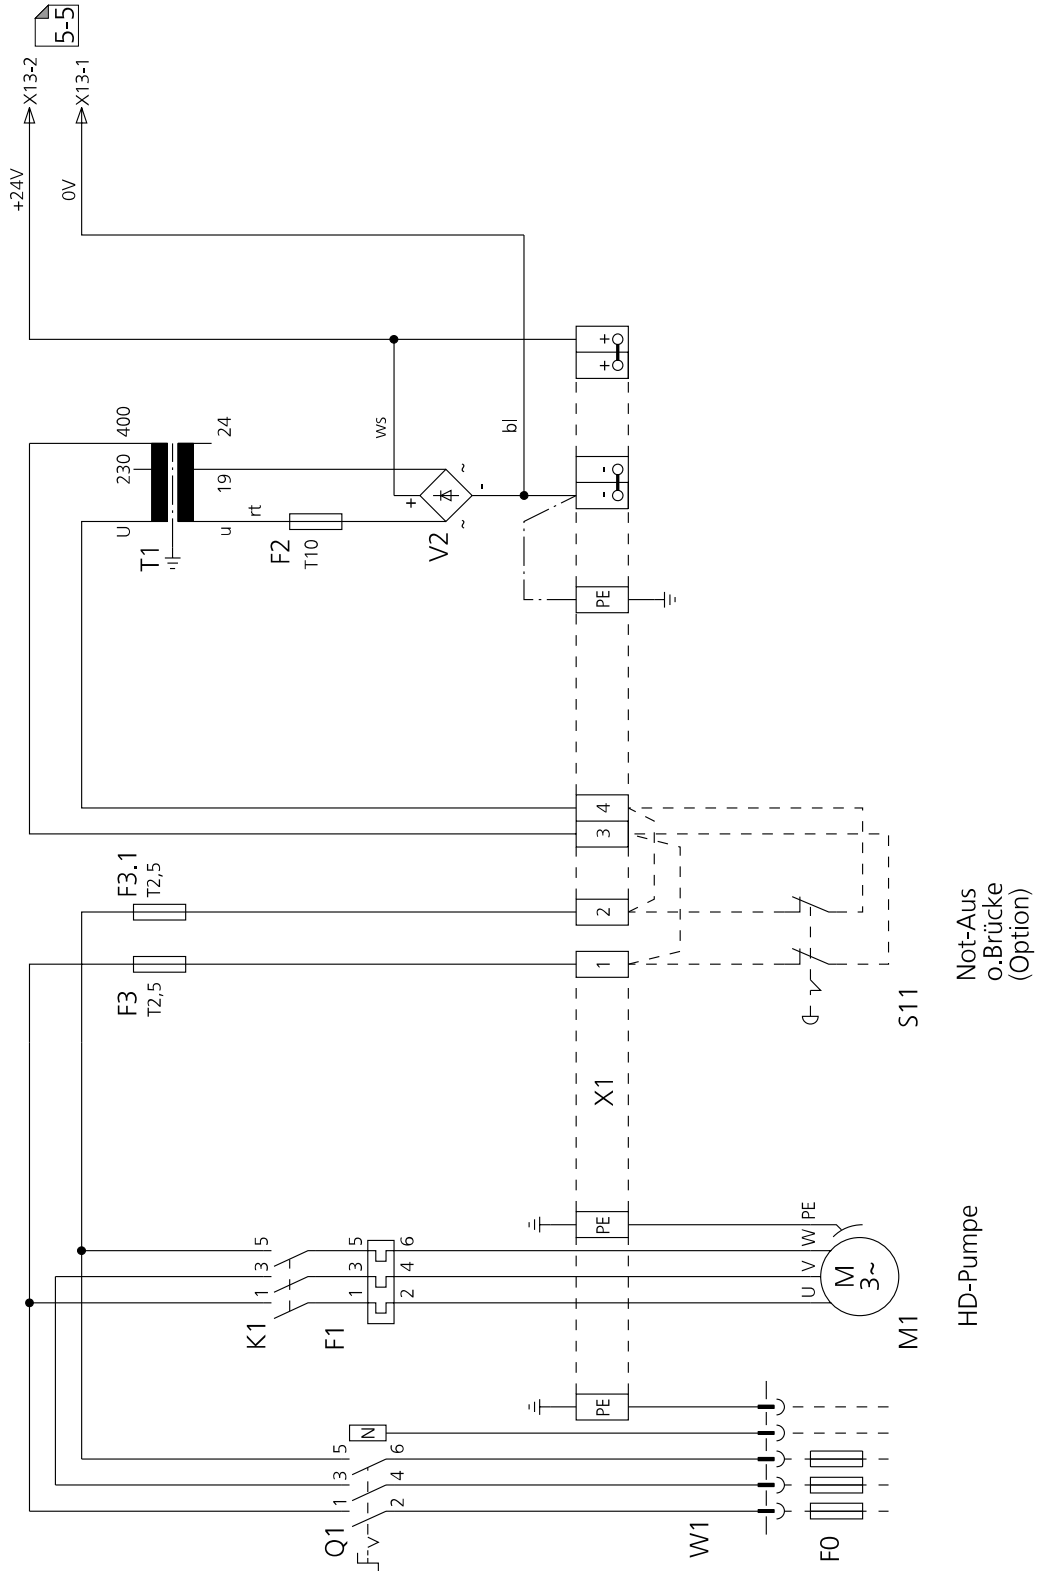 +24V
X13-2
5-5
0V
X13-1
U 230 400
T1
u 19 24
rt
F2
T10
ws
bl
+
~ ~
-
V2
- -
+ +
PE
F3
T2,5
F3.1
T2,5
1
2
3
4
X1
S11
Not-Aus
o.Brücke
(Option)
K1
1 3 5
F1
1 3 5
2 4 6
PE
U V W PE
M
3~
M1
HD-Pumpe
PE
N
Q1
1 3 5
2 4 6
W1
F0